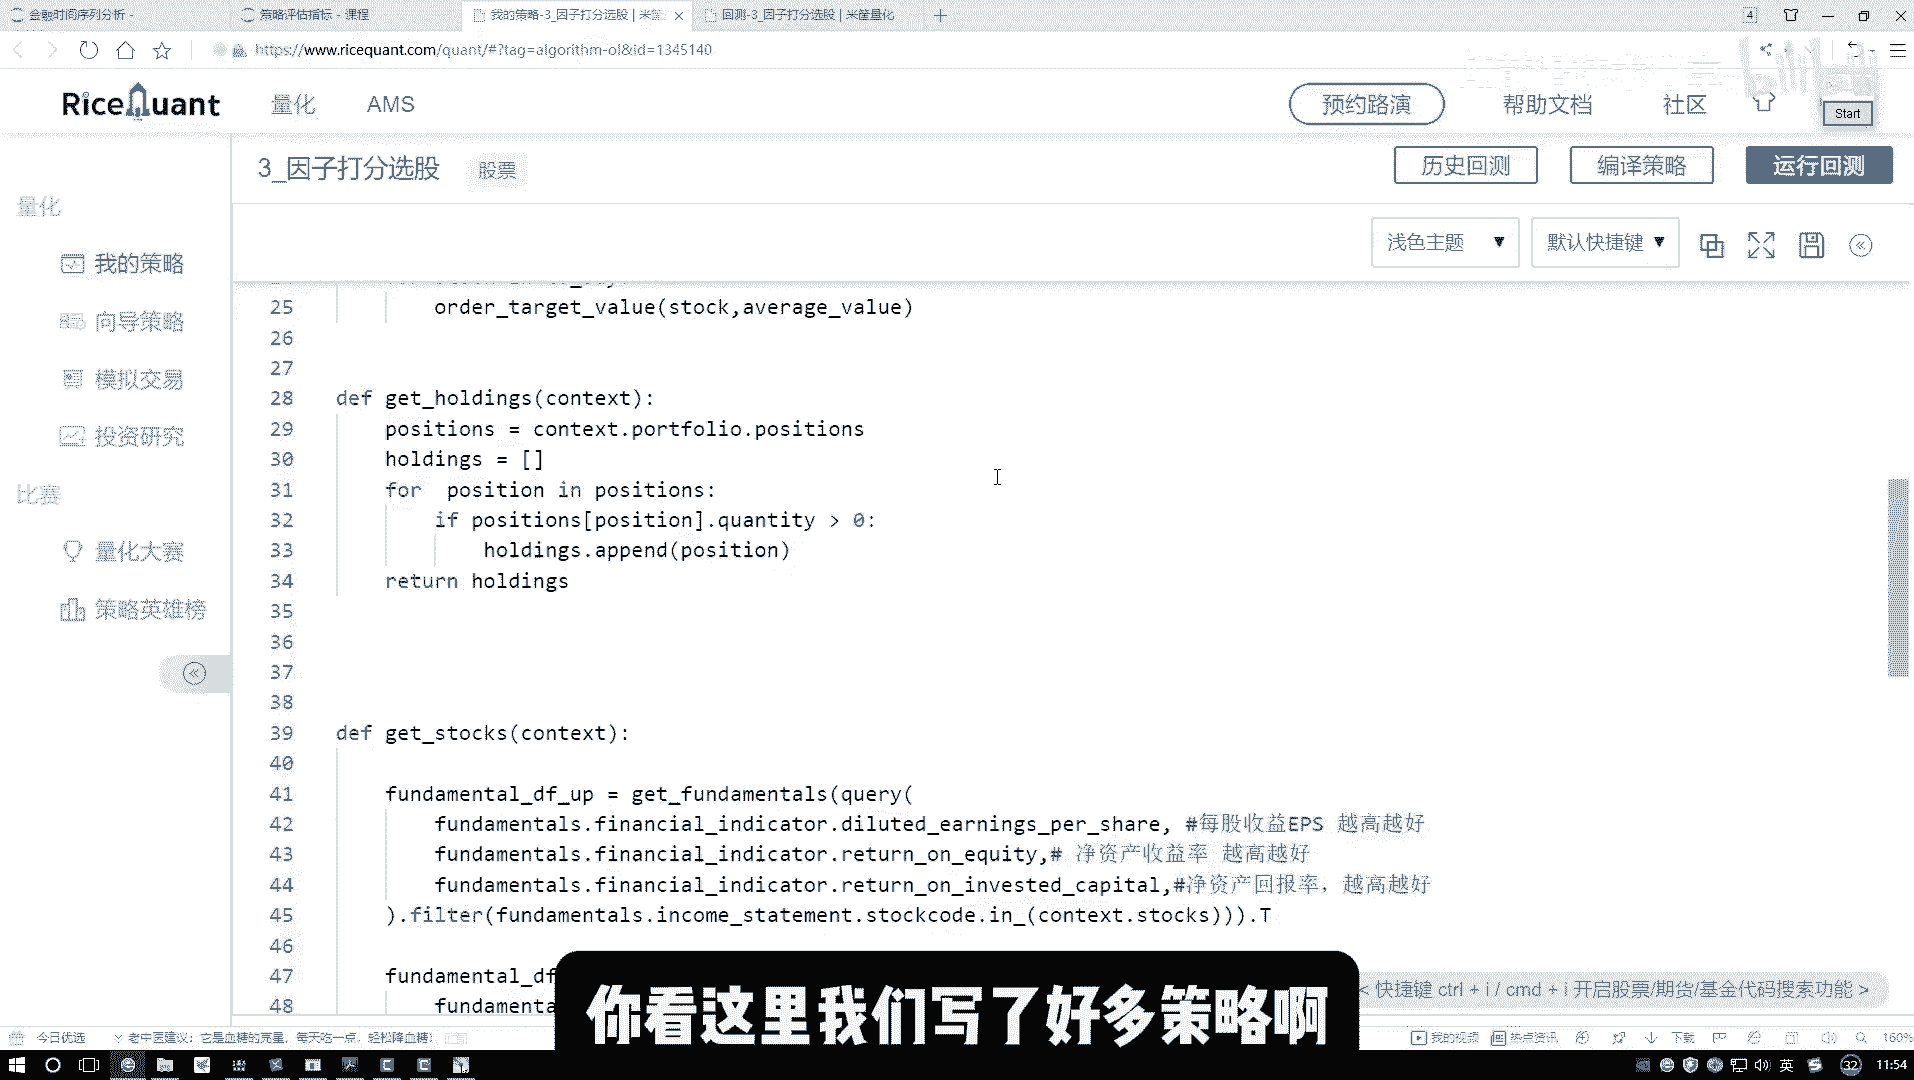 金融时间序列分析 -
策略评估指标 - 课程
我的策略-3_因子打分选股 | 米筐
回测-3_因子打分选股 | 米筐量化
4
https://www.ricequant.com/quant/#?tag=algorithm-ol&id=1345140
bilibili
RiceQuant
量化
AMS
预约路演
帮助文档
社区
Start
3_因子打分选股
股票
历史回测
编译策略
运行回测
浅色主题
默认快捷键
量化
我的策略
向导策略
模拟交易
投资研究
比赛
量化大赛
策略英雄榜
25 order_target_value(stock,average_value)
26
27
28 def get_holdings(context):
29 positions = context.portfolio.positions
30 holdings = []
31 for  position in positions:
32 if positions[position].quantity > 0:
33 holdings.append(position)
34 return holdings
35
36
37
38
39 def get_stocks(context):
40
41 fundamental_df_up = get_fundamentals(query(
42 fundamentals.financial_indicator.diluted_earnings_per_share, #每股收益EPS 越高越好
43 fundamentals.financial_indicator.return_on_equity,# 净资产收益率 越高越好
44 fundamentals.financial_indicator.return_on_invested_capital,#净资产回报率，越高越好
45 ).filter(fundamentals.income_statement.stockcode.in_(context.stocks))).T
46
47 fundamental_df
48 fundamenta
< 快捷键 ctrl + i / cmd + i 开启股票/期货/基金代码搜索功能 >
你看这里我们写了好多策略啊
今日优选
老中医建议：它是血糖的克星，每天吃一点，轻松降血糖！
我的视频
热点资讯
下载
160%
英
32
11:54